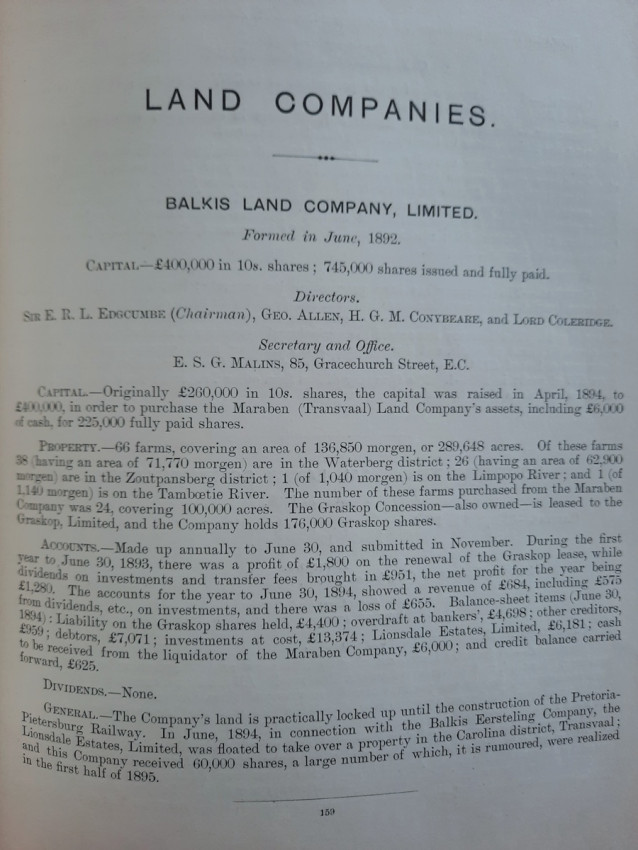 LAND COMPANIES.
BALKIS LAND COMPANY, LIMITED.
Formed in June, 1892.
CAPITAL—£400,000 in 10s. shares; 745,000 shares issued and fully paid.
Directors.
SIR E. R. L. EDGCUMBE (Chairman), GEO. ALLEN, H. G. M. CONYBEARE, and LORD COLERIDGE.
Secretary and Office.
E. S. G. MALINS, 85, Gracechurch Street, E.C.
CAPITAL.—Originally £260,000 in 10s. shares, the capital was raised in April, 1894, to
£400,000, in order to purchase the Maraben (Transvaal) Land Company's assets, including £6,000
of cash, for 225,000 fully paid shares.
PROPERTY.—66 farms, covering an area of 136,850 morgen, or 289,648 acres. Of these farms
38 (having an area of 71,770 morgen) are in the Waterberg district; 26 (having an area of 62,900
morgen) are in the Zoutpansberg district; 1 (of 1,040 morgen) is on the Limpopo River; and 1 (of
1,140 morgen) is on the Tambœtie River. The number of these farms purchased from the Maraben
Company was 24, covering 100,000 acres. The Graskop Concession—also owned—is leased to the
Graskop, Limited, and the Company holds 176,000 Graskop shares.
ACCOUNTS.—Made up annually to June 30, and submitted in November. During the first
year to June 30, 1893, there was a profit of £1,800 on the renewal of the Graskop lease, while
dividends on investments and transfer fees brought in £951, the net profit for the year being
£1,280. The accounts for the year to June 30, 1894, showed a revenue of £684, including £575
from dividends, etc., on investments, and there was a loss of £655. Balance-sheet items (June 30,
1894): Liability on the Graskop shares held, £4,400; overdraft at bankers', £4,698; other creditors,
£959; debtors, £7,071; investments at cost, £13,374; Lionsdale Estates, Limited, £6,181; cash
to be received from the liquidator of the Maraben Company, £6,000; and credit balance carried
forward, £625.
DIVIDENDS.—None.
GENERAL.—The Company's land is practically locked up until the construction of the Pretoria-
Pietersburg Railway. In June, 1894, in connection with the Balkis Eersteling Company, the
Lionsdale Estates, Limited, was floated to take over a property in the Carolina district, Transvaal;
and this Company received 60,000 shares, a large number of which, it is rumoured, were realized
in the first half of 1895.
159